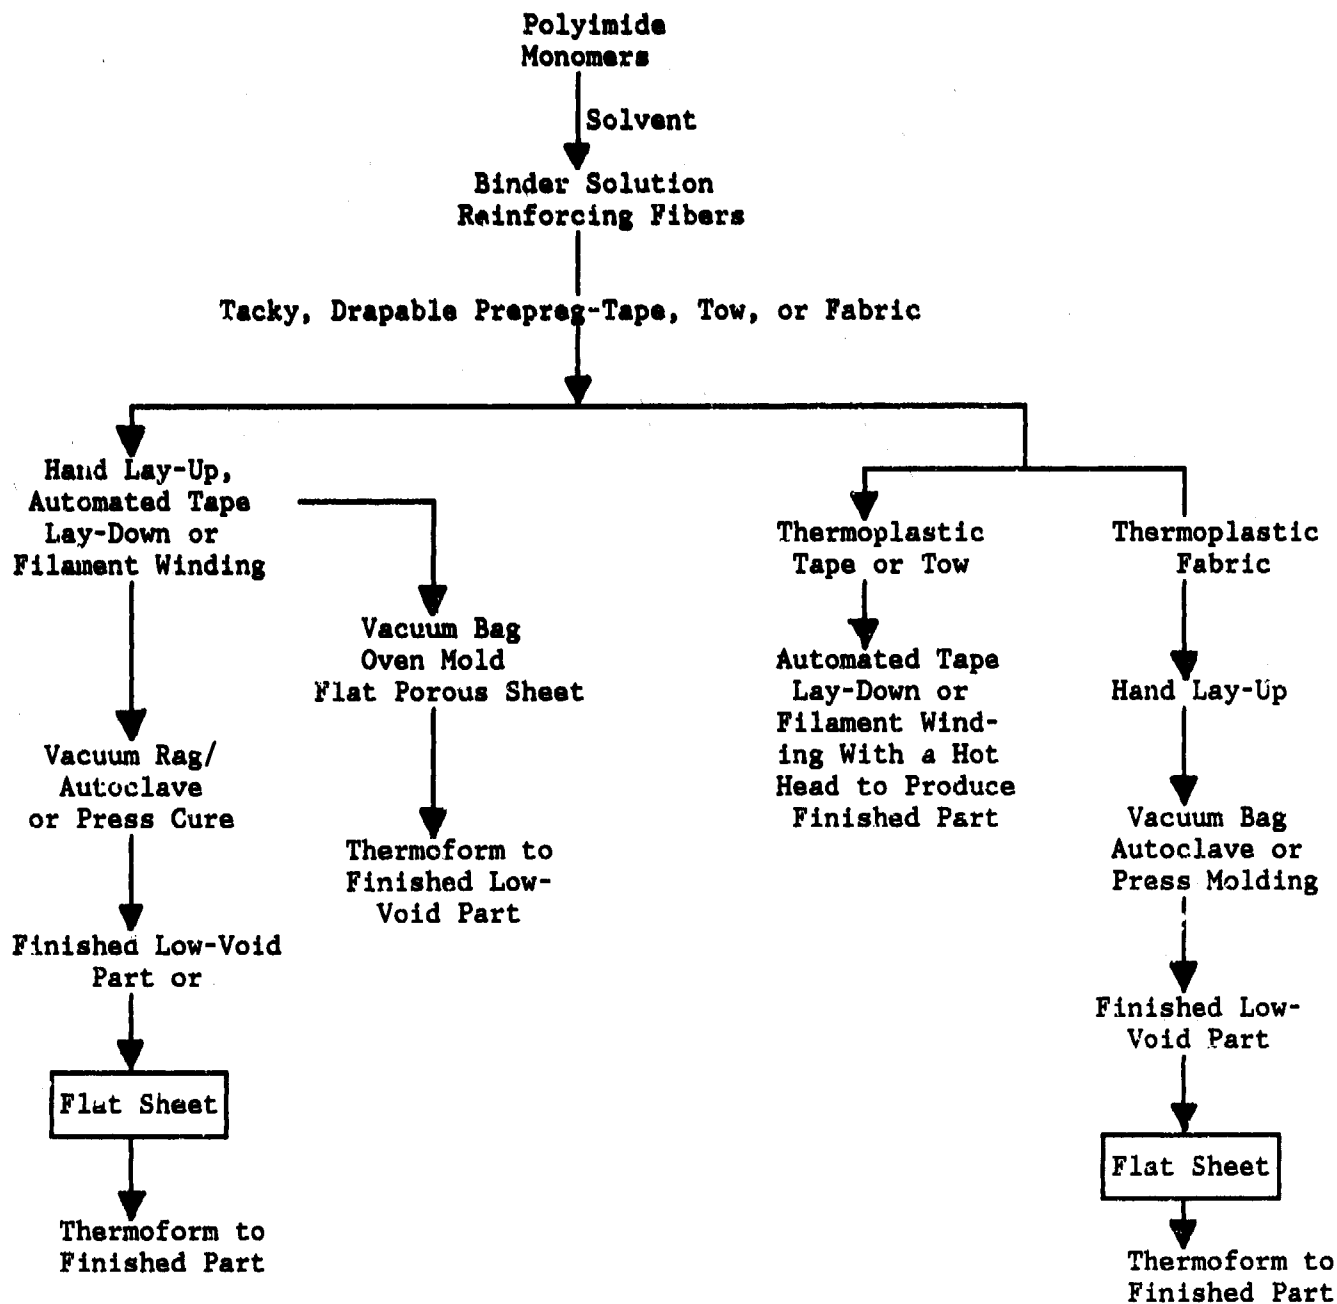 Polyimide
Monomers
Solvent
Binder Solution
Reinforcing Fibers
Tacky, Drapable Prepreg-Tape, Tow, or Fabric
Hand Lay-Up,
Automated Tape
Lay-Down or
Filament Winding
Vacuum Rag/
Autoclave
or Press Cure
Finished Low-Void
Part or
Flat Sheet
Thermoform to
Finished Part
Vacuum Bag
Oven Mold
Flat Porous Sheet
Thermoform to
Finished Low-
Void Part
Thermoplastic
Tape or Tow
Automated Tape
Lay-Down or
Filament Wind-
ing With a Hot
Head to Produce
Finished Part
Thermoplastic
Fabric
Hand Lay-Up
Vacuum Bag
Autoclave or
Press Molding
Finished Low-
Void Part
Flat Sheet
Thermoform to
Finished Part